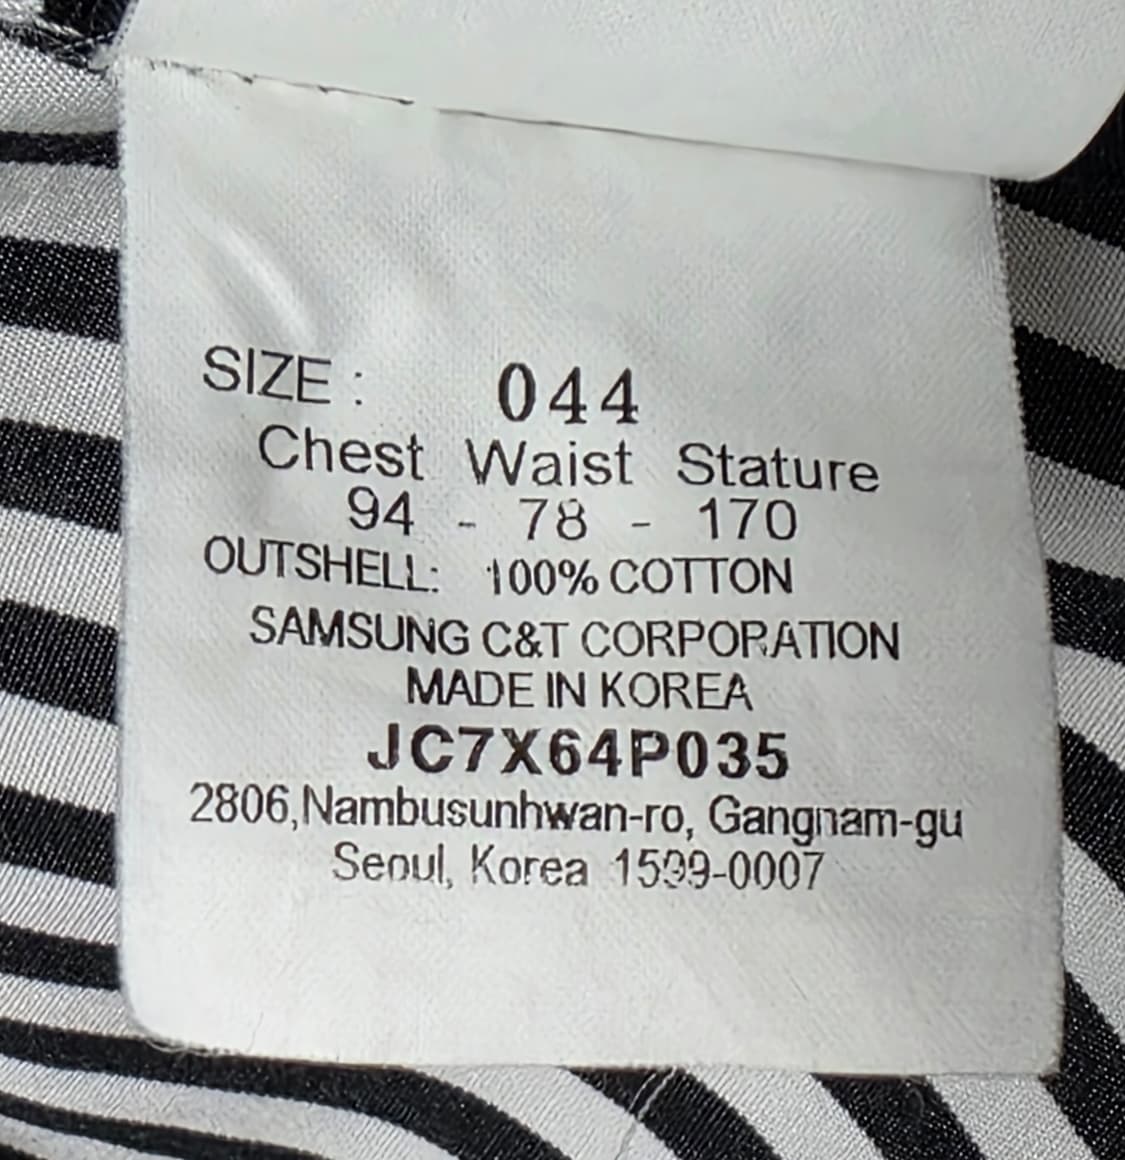 SIZE : 044
Chest Waist Stature
94 - 78 - 170
OUTSHELL: 100% COTTON
SAMSUNG C&T CORPORATION
MADE IN KOREA
JC7X64P035
2806,Nambusunhwan-ro, Gangnam-gu
Seoul, Korea 1599-0007